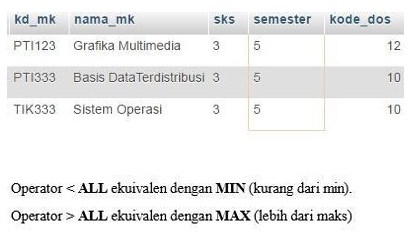 kd_mk nama_mk sks semester kode_dos
PTI123 Grafika Multimedia 3 5 12
PTI333 Basis DataTerdistribusi 3 5 10
TIK333 Sistem Operasi 3 5 10
Operator < ALL ekuivalen dengan MIN (kurang dari min).
Operator > ALL ekuivalen dengan MAX (lebih dari maks)